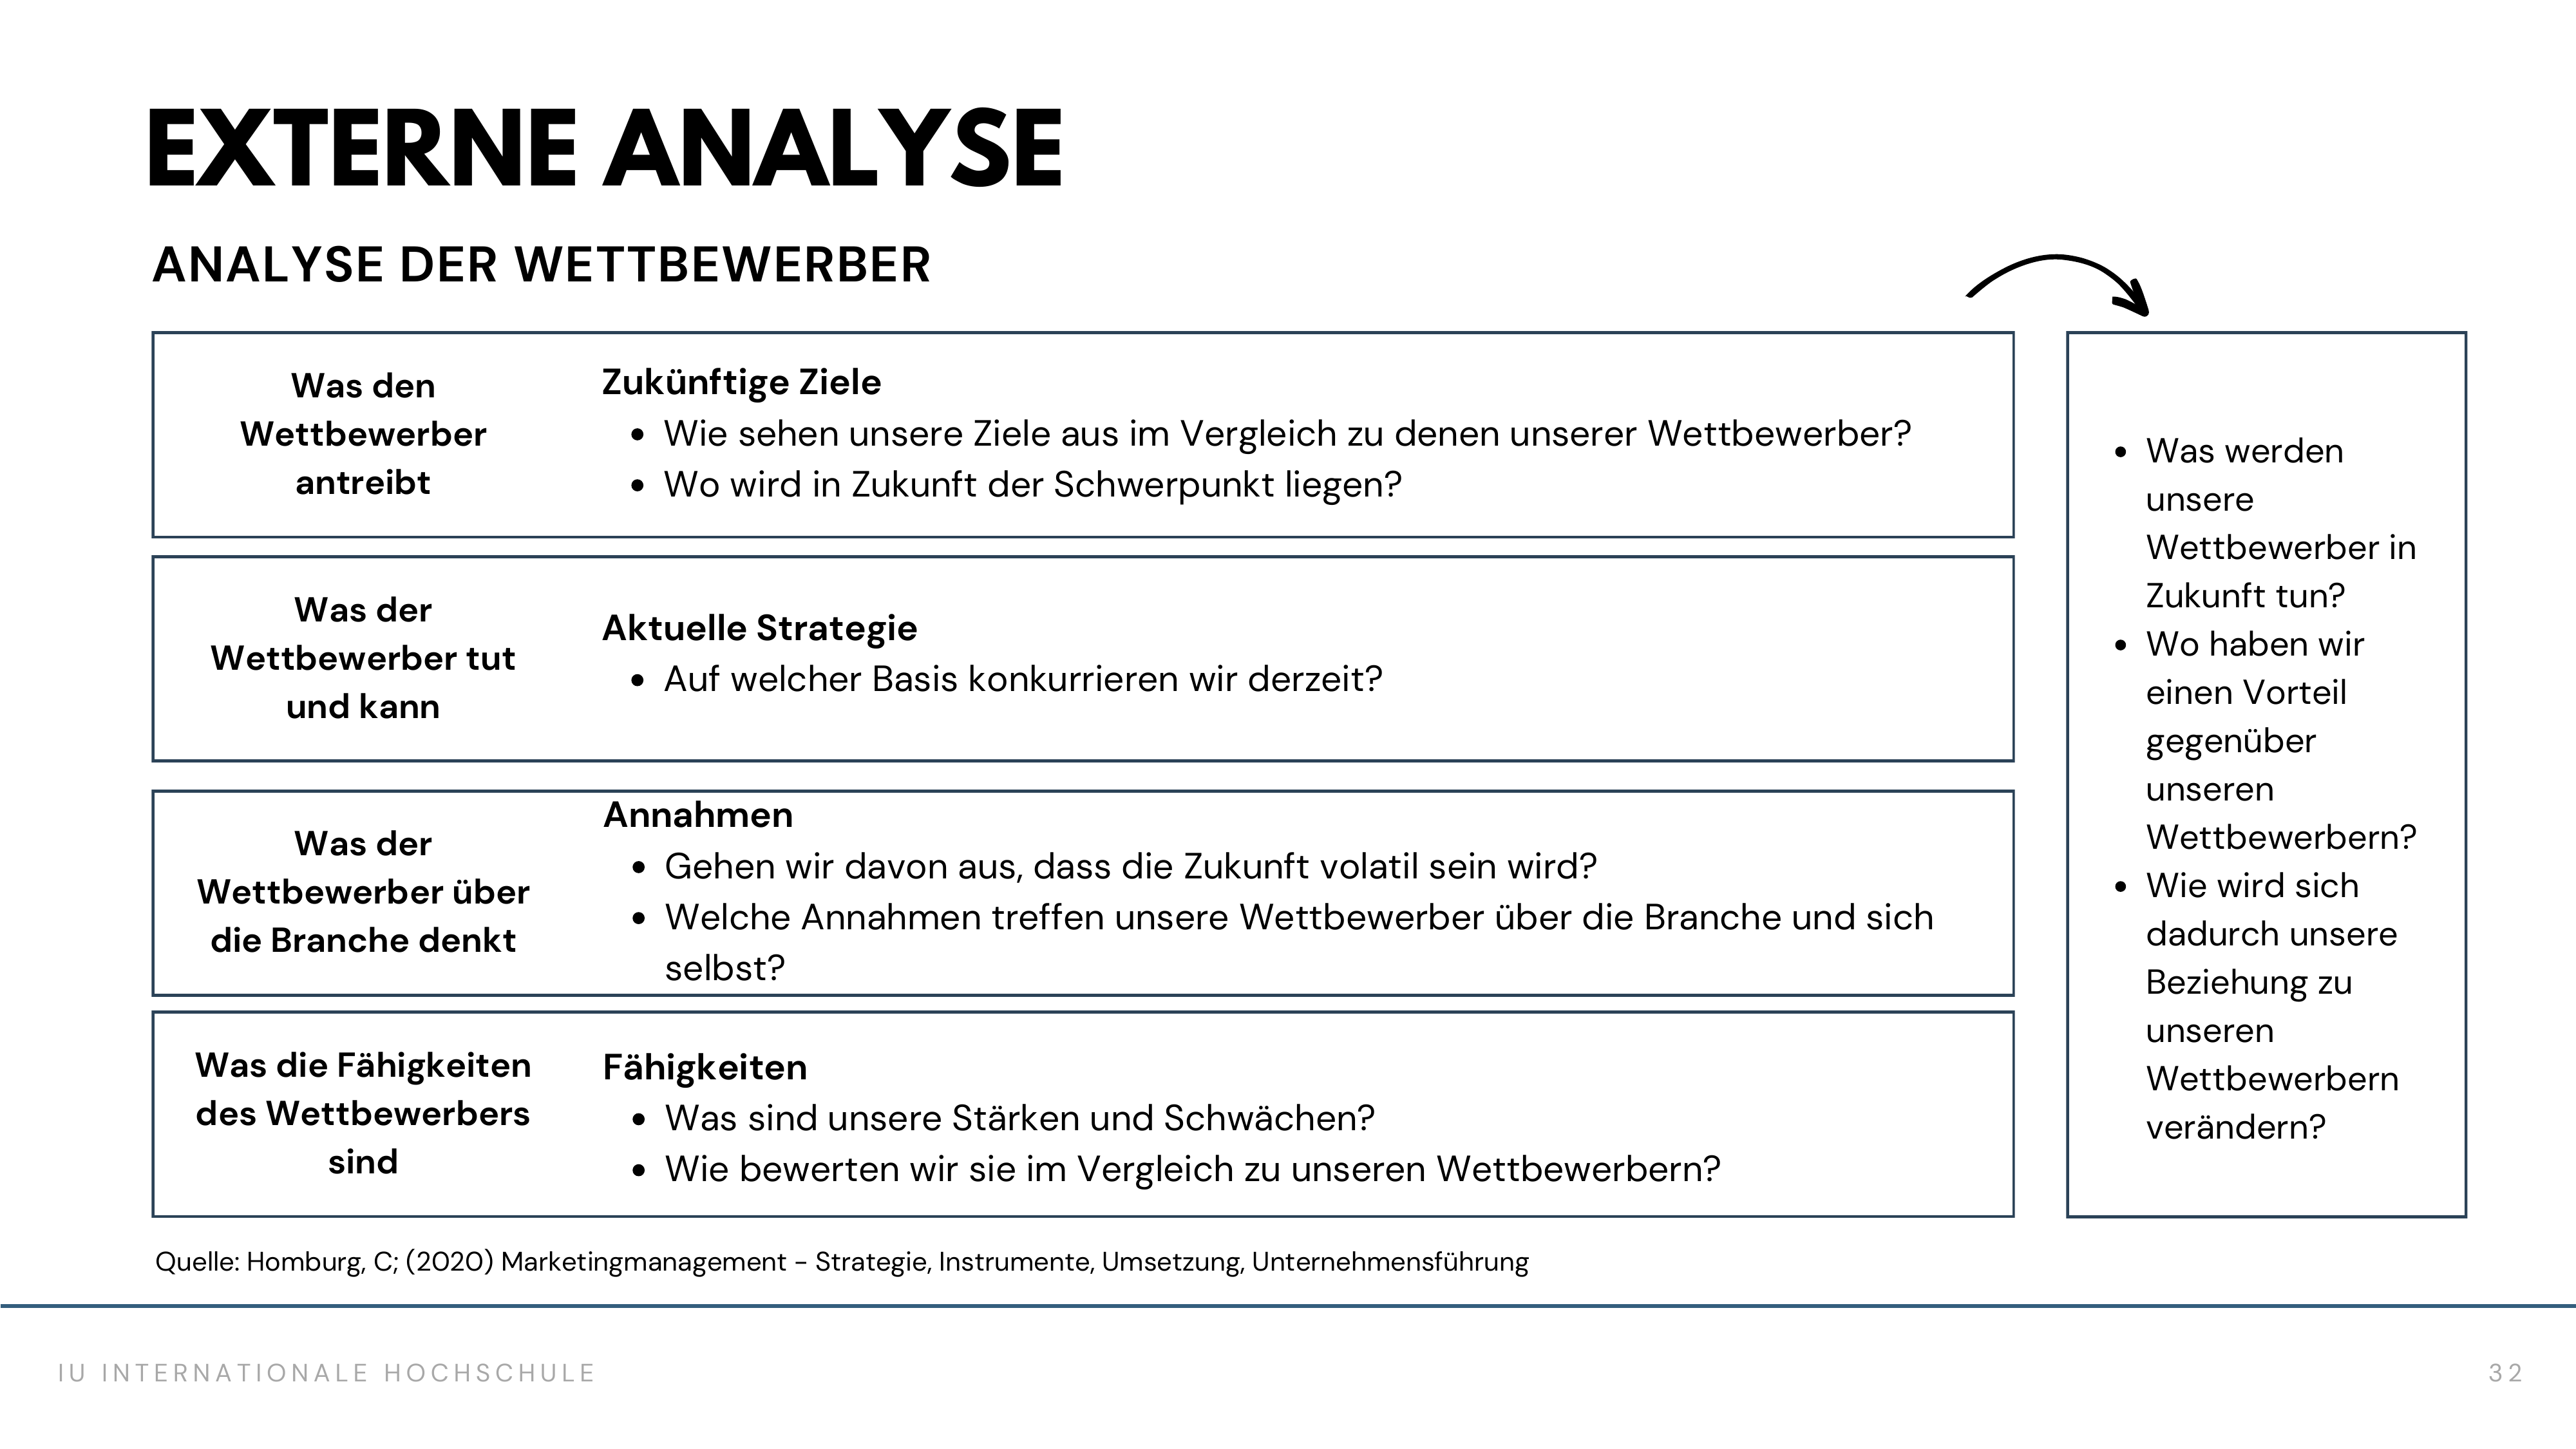 EXTERNE ANALYSE
ANALYSE DER WETTBEWERBER
Was den
Wettbewerber
antreibt
Zukünftige Ziele
• Wie sehen unsere Ziele aus im Vergleich zu denen unserer Wettbewerber?
• Wo wird in Zukunft der Schwerpunkt liegen?
Was der
Wettbewerber tut
und kann
Aktuelle Strategie
• Auf welcher Basis konkurrieren wir derzeit?
Was der
Wettbewerber über
die Branche denkt
Annahmen
• Gehen wir davon aus, dass die Zukunft volatil sein wird?
• Welche Annahmen treffen unsere Wettbewerber über die Branche und sich
selbst?
Was die Fähigkeiten
des Wettbewerbers
sind
Fähigkeiten
• Was sind unsere Stärken und Schwächen?
• Wie bewerten wir sie im Vergleich zu unseren Wettbewerbern?
• Was werden
unsere
Wettbewerber in
Zukunft tun?
• Wo haben wir
einen Vorteil
gegenüber
unseren
Wettbewerbern?
• Wie wird sich
dadurch unsere
Beziehung zu
unseren
Wettbewerbern
verändern?
Quelle: Homburg, C; (2020) Marketingmanagement - Strategie, Instrumente, Umsetzung, Unternehmensführung
IU INTERNATIONALE HOCHSCHULE
32